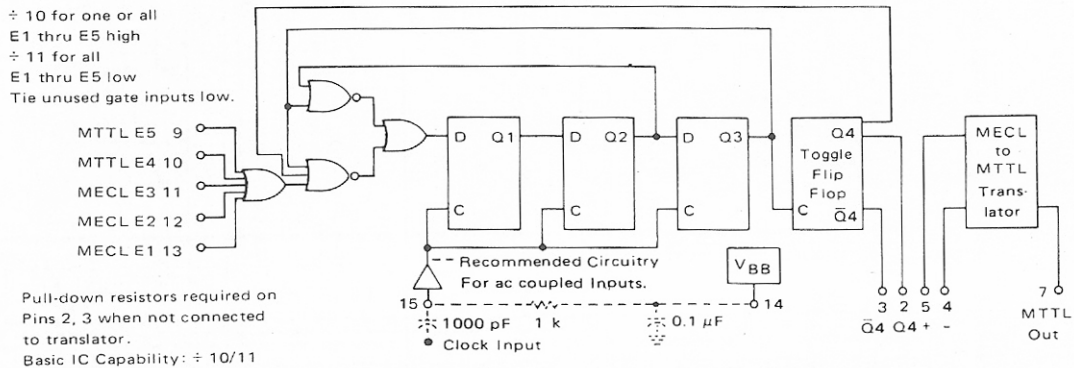 ÷ 10 for one or all
E1 thru E5 high
÷ 11 for all
E1 thru E5 low
Tie unused gate inputs low.
MTTL E5 9
MTTL E4 10
MECL E3 11
MECL E2 12
MECL E1 13
D Q1
C
D Q2
C
D Q3
C
Q4
Toggle
Flip
Flop
C Q̅4
MECL
to
MTTL
Trans-
lator
Recommended Circuitry
For ac coupled Inputs.
VBB
15
14
1000 pF
1 k
0.1 µF
Clock Input
3 2 5 4
Q̅4 Q4 + -
7
MTTL
Out
Pull-down resistors required on
Pins 2, 3 when not connected
to translator.
Basic IC Capability: ÷ 10/11